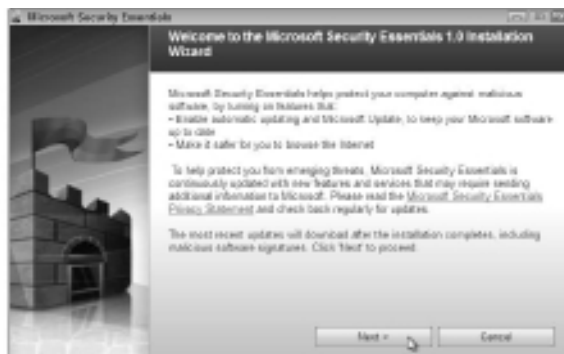 Microsoft Security Essentials
Welcome to the Microsoft Security Essentials 1.0 Installation
Wizard
Microsoft Security Essentials helps protect your computer against malicious
software, by turning on features that:
- Enable automatic updating and Microsoft Update, to keep your Microsoft software
up to date
- Make it safer for you to browse the Internet
To help protect you from emerging threats, Microsoft Security Essentials is
continuously updated with new features and services that may require sending
additional information to Microsoft. Please read the Microsoft Security Essentials
Privacy Statement and check back regularly for updates.
The most recent updates will download after the installation completes, including
malicious software signatures. Click 'Next' to proceed.
Next >
Cancel